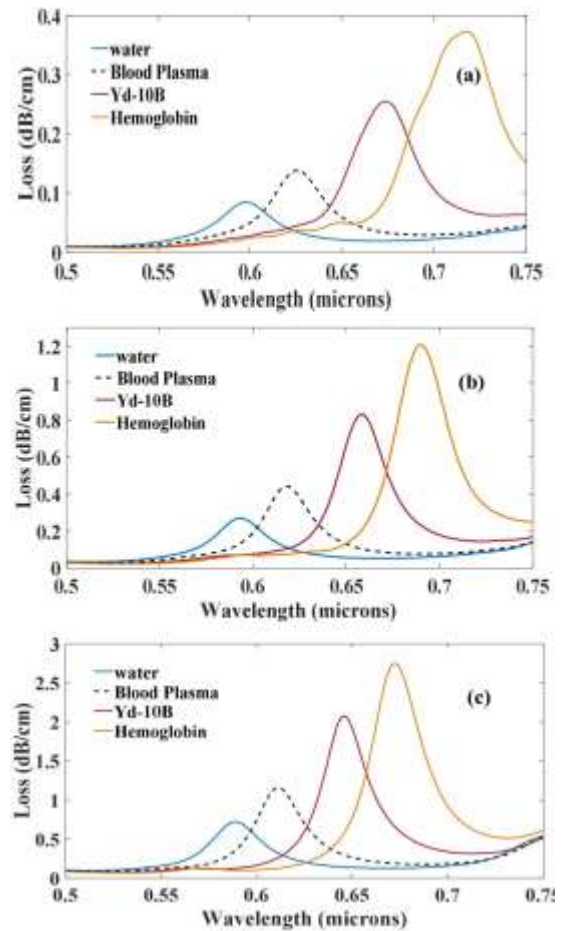 0.4
water
Blood Plasma
Yd-10B
Hemoglobin
(a)
0.3
0.2
0.1
0
Loss (dB/cm)
0.5 0.55 0.6 0.65 0.7 0.75
Wavelength (microns)
1.2
water
Blood Plasma
Yd-10B
Hemoglobin
(b)
1
0.8
0.6
0.4
0.2
0
Loss (dB/cm)
0.5 0.55 0.6 0.65 0.7 0.75
Wavelength (microns)
3
water
Blood Plasma
Yd-10B
Hemoglobin
(c)
2.5
2
1.5
1
0.5
0
Loss (dB/cm)
0.5 0.55 0.6 0.65 0.7 0.75
Wavelength (microns)